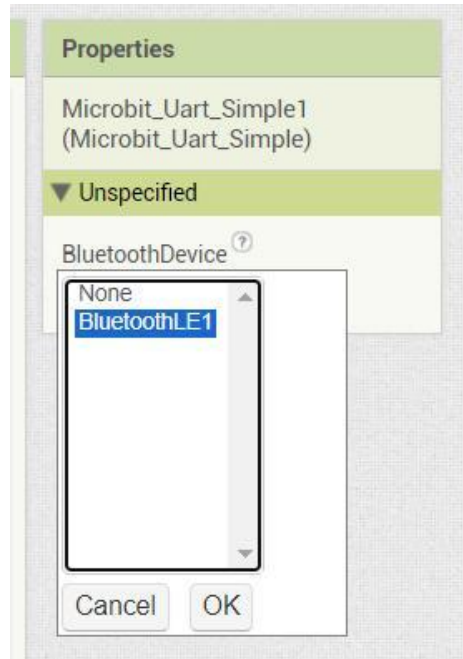 Properties
Microbit_Uart_Simple1
(Microbit_Uart_Simple)
Unspecified
BluetoothDevice ?
None
BluetoothLE1
Cancel OK